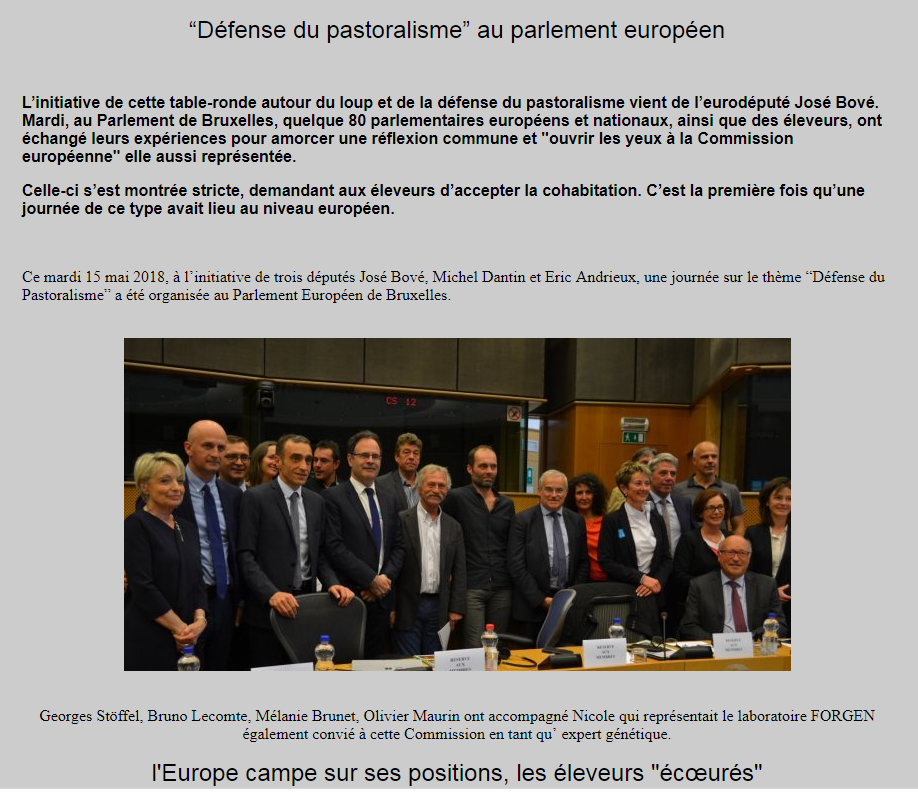 “Défense du pastoralisme” au parlement européen
L’initiative de cette table-ronde autour du loup et de la défense du pastoralisme vient de l’eurodéputé José Bové.
Mardi, au Parlement de Bruxelles, quelque 80 parlementaires européens et nationaux, ainsi que des éleveurs, ont
échangé leurs expériences pour amorcer une réflexion commune et "ouvrir les yeux à la Commission
européenne" elle aussi représentée.
Celle-ci s’est montrée stricte, demandant aux éleveurs d’accepter la cohabitation. C’est la première fois qu’une
journée de ce type avait lieu au niveau européen.
Ce mardi 15 mai 2018, à l’initiative de trois députés José Bové, Michel Dantin et Eric Andrieux, une journée sur le thème “Défense du
Pastoralisme” a été organisée au Parlement Européen de Bruxelles.
CS 12
RESERVE
AUX
MEMBRES
RESERVE
AUX
MEMBRES
Georges Stöffel, Bruno Lecomte, Mélanie Brunet, Olivier Maurin ont accompagné Nicole qui représentait le laboratoire FORGEN
également convié à cette Commission en tant qu’ expert génétique.
l'Europe campe sur ses positions, les éleveurs "écœurés"